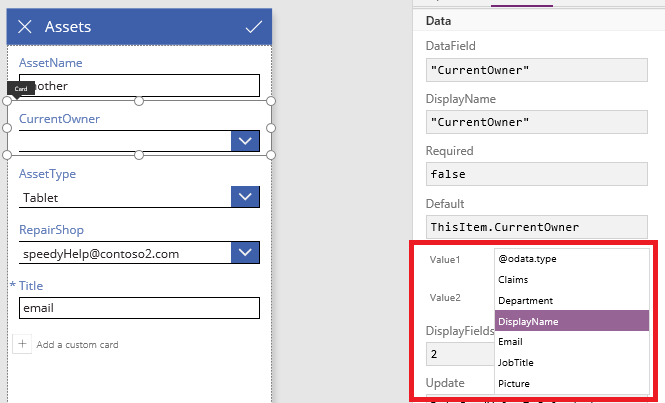 Assets
AssetName
Card
CurrentOwner
AssetType
Tablet
RepairShop
speedyHelp@contoso2.com
* Title
email
Add a custom card
Data
DataField
"CurrentOwner"
DisplayName
"CurrentOwner"
Required
false
Default
ThisItem.CurrentOwner
Value1
Value2
@odata.type
Claims
Department
DisplayName
Email
JobTitle
Picture
DisplayFields
2
Update